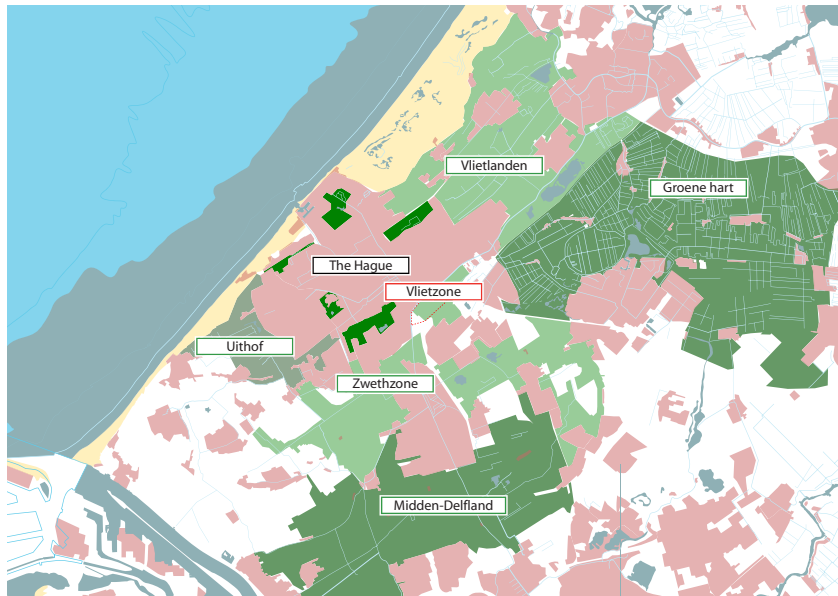 Vlietlanden
Groene hart
The Hague
Vlietzone
Uithof
Zwethzone
Midden-Delfland